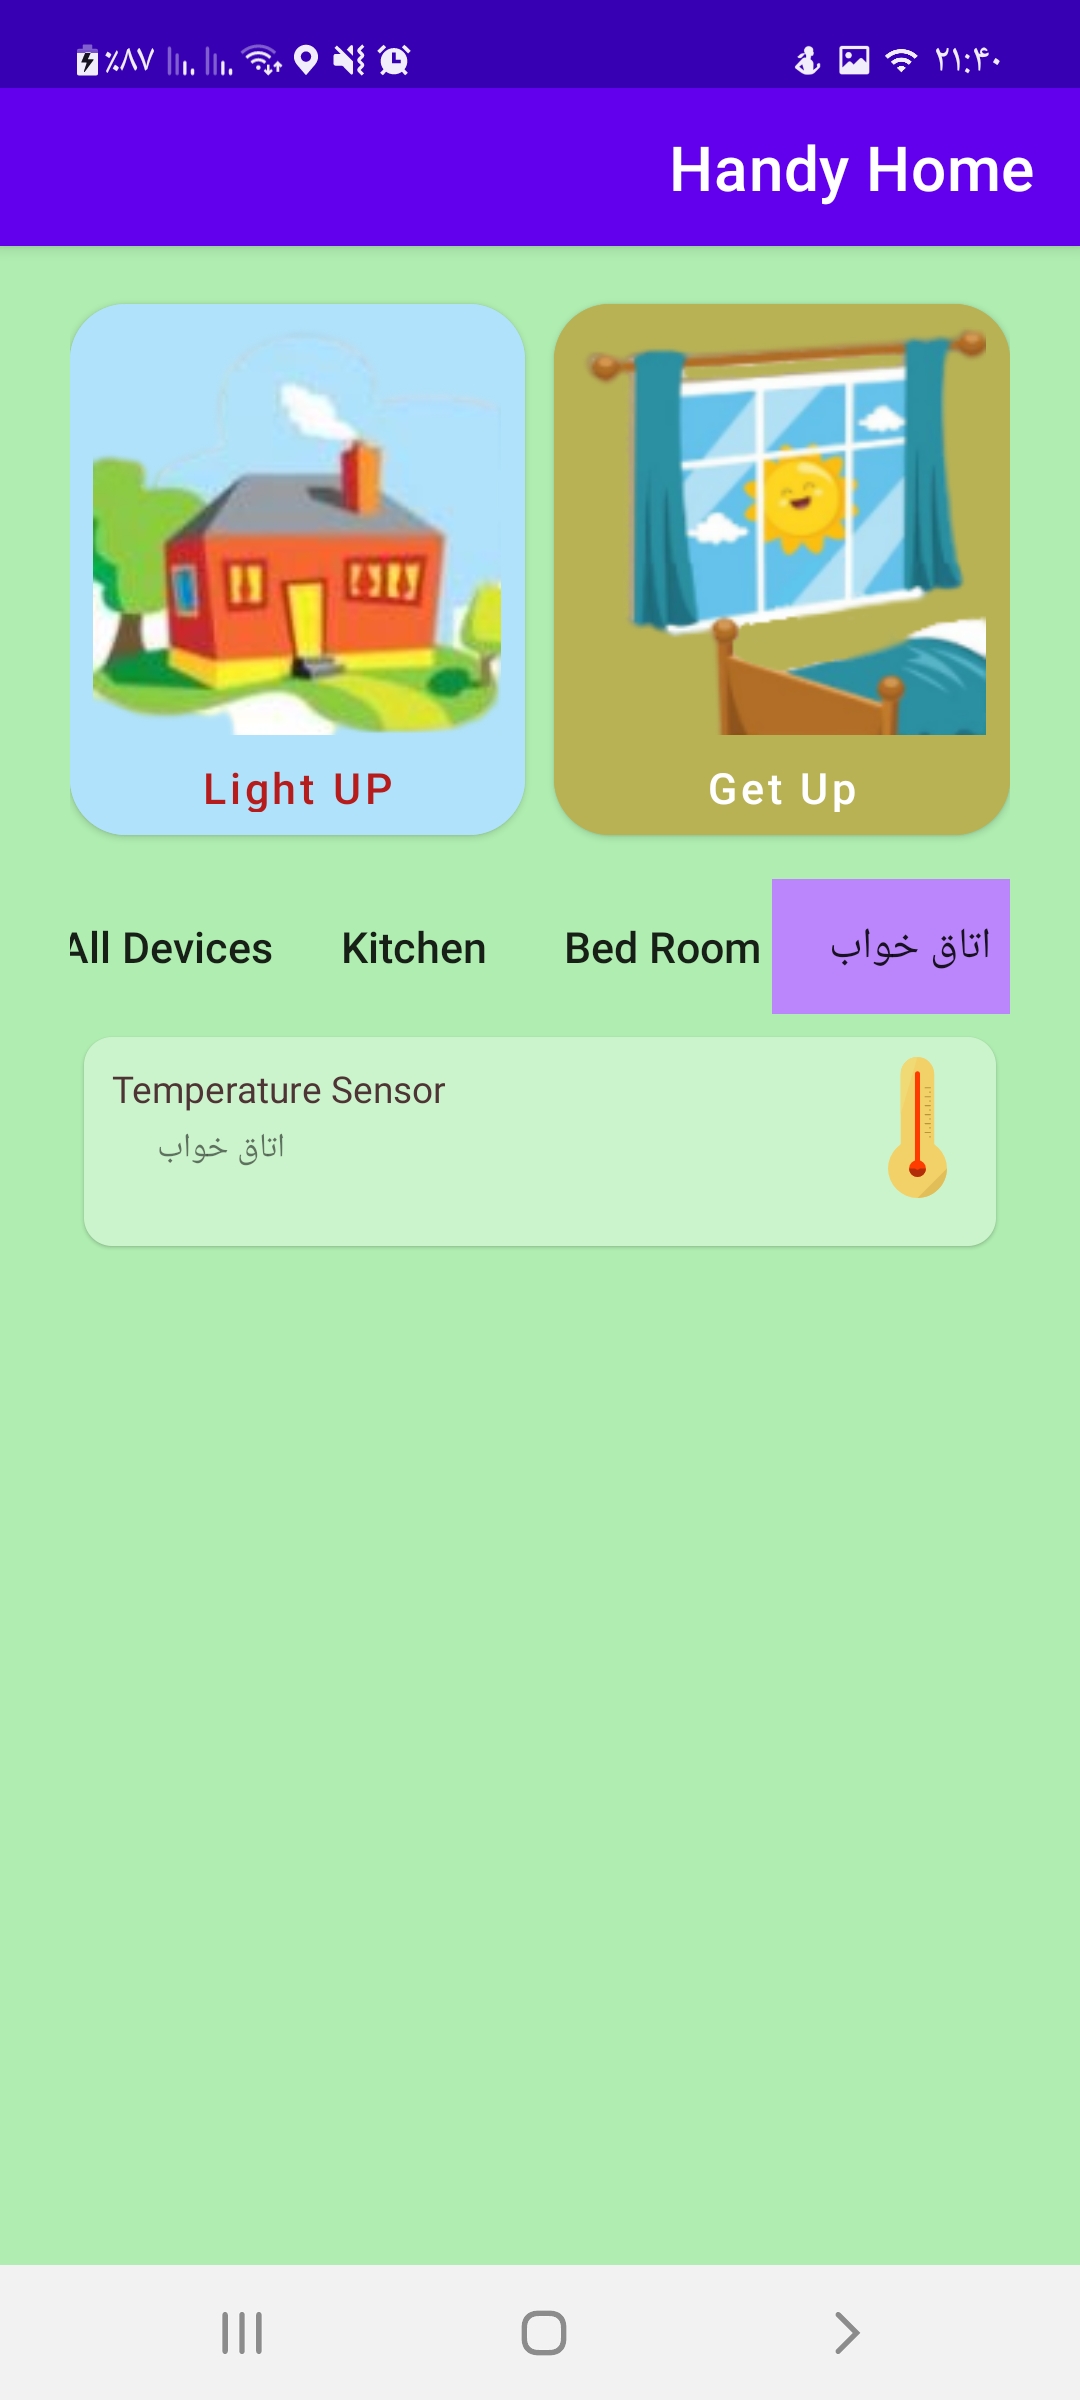 ٪۸۷
۲۱:۴۰
Handy Home
Light UP
Get Up
All Devices
Kitchen
Bed Room
اتاق خواب
Temperature Sensor
اتاق خواب